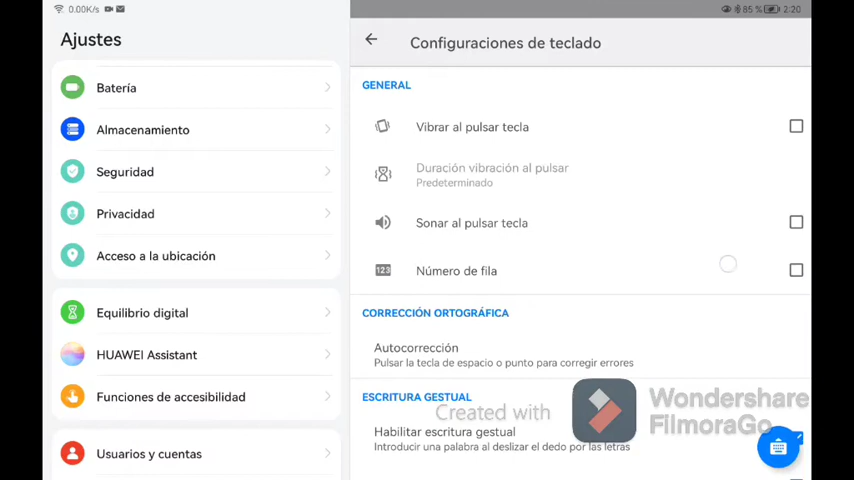 0.00K/s
85 %
2:20
Ajustes
Batería
Almacenamiento
Seguridad
Privacidad
Acceso a la ubicación
Equilibrio digital
HUAWEI Assistant
Funciones de accesibilidad
Usuarios y cuentas
Configuraciones de teclado
GENERAL
Vibrar al pulsar tecla
Duración vibración al pulsar
Predeterminado
Sonar al pulsar tecla
123
Número de fila
CORRECCIÓN ORTOGRÁFICA
Autocorrección
Pulsar la tecla de espacio o punto para corregir errores
ESCRITURA GESTUAL
Habilitar escritura gestual
Introducir una palabra al deslizar el dedo por las letras
Created with
Wondershare
FilmoraGo